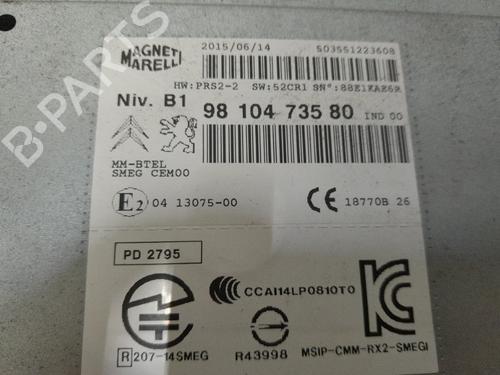 MAGNETI
MARELLI
2015/06/14
S03551223608
HW:PRS2-2 SW:52CR1 SN°:88E1KAZ6R
Niv. B1
98 104 735 80 IND 00
MM-BTEL
SMEG CEM00
E2 04 13075-00
CE 18770B 26
PD 2795
CCAI14LP0810T0
R 207-14SMEG
R43998
MSIP-CMM-RX2-SMEGI
B-PARTS